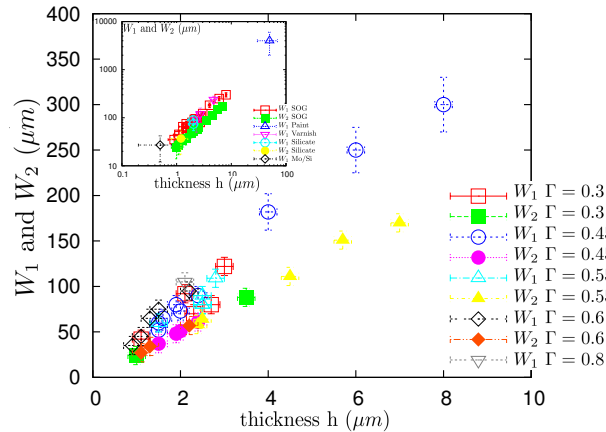 400
350
300
250
200
150
100
50
0
0 2 4 6 8 10
W₁ and W₂ (μm)
thickness h (μm)
W₁ and W₂ [μm]
10000
1000
100
10
0.1 1 10 100
thickness h (μm)
W₁ SOG
W₂ SOG
W₁ Paint
W₁ Varnish
W₁ Silicate
W₂ Silicate
W₁ Mo/Si
W₁ Γ = 0.3
W₂ Γ = 0.3
W₁ Γ = 0.4
W₂ Γ = 0.4
W₁ Γ = 0.5
W₂ Γ = 0.5
W₁ Γ = 0.6
W₂ Γ = 0.6
W₁ Γ = 0.8